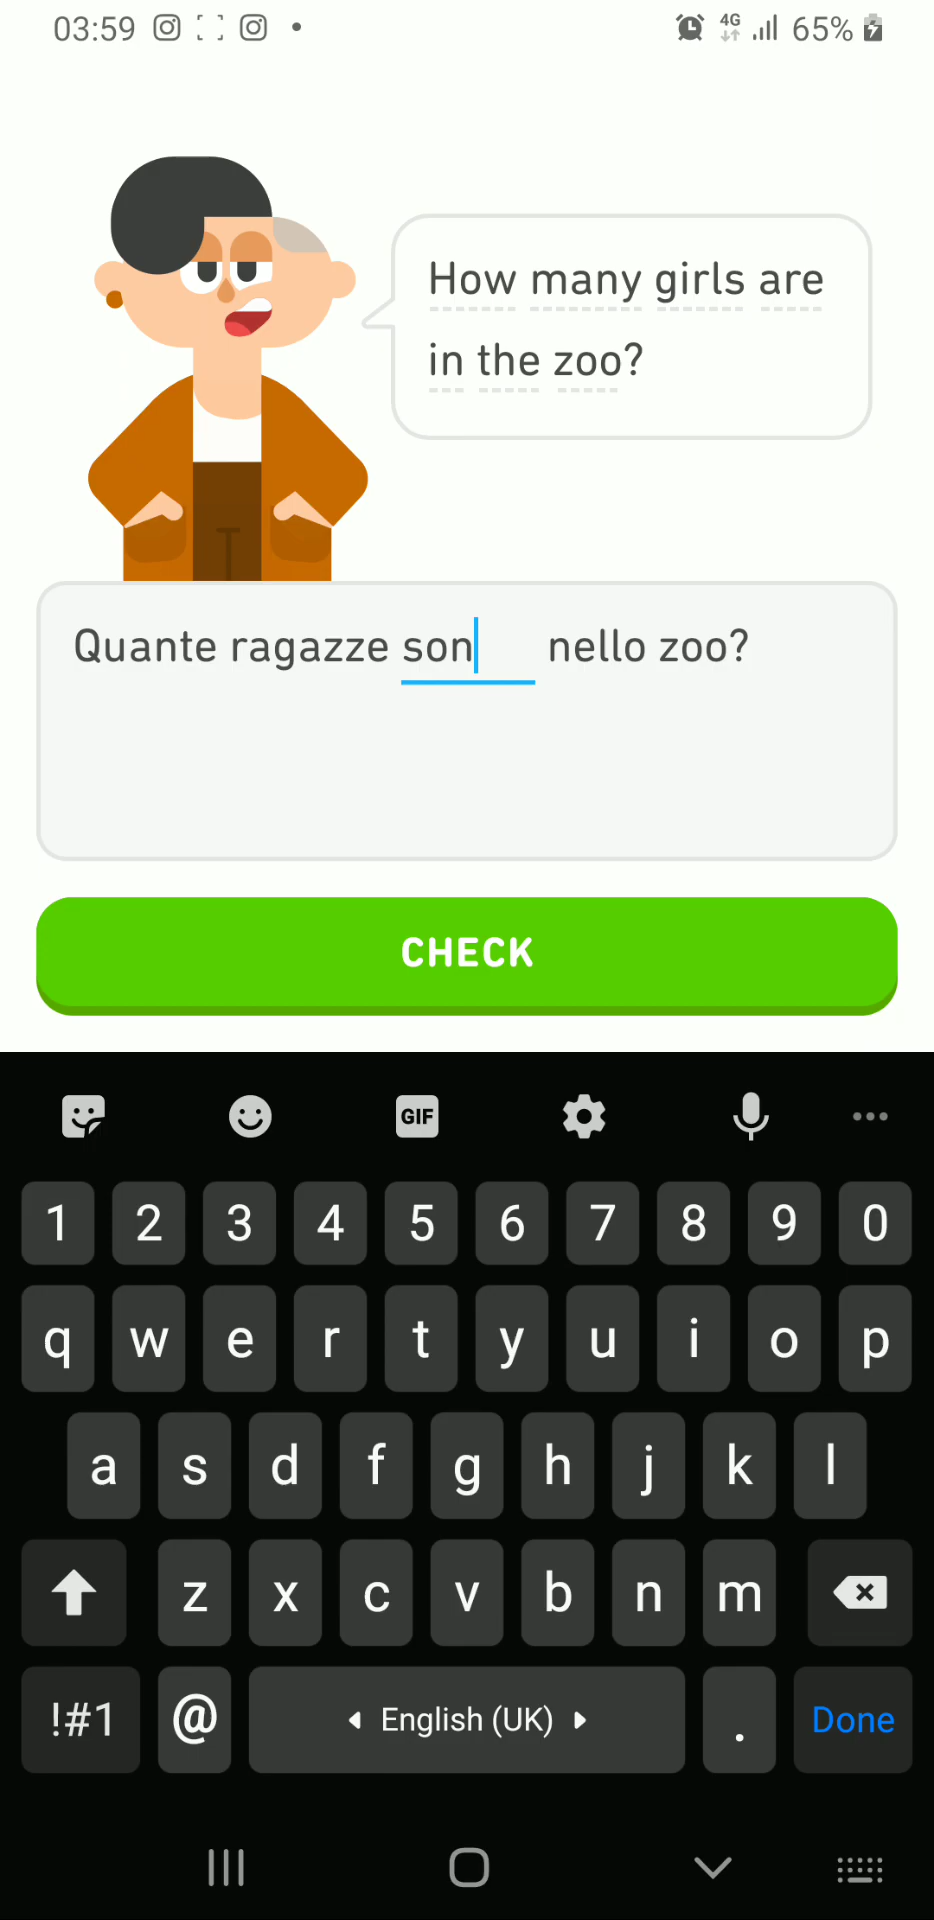 03:59 4G 65%
How many girls are
in the zoo?
Quante ragazze son nello zoo?
CHECK
GIF
1 2 3 4 5 6 7 8 9 0
q w e r t y u i o p
a s d f g h j k l
z x c v b n m
!#1 @ English (UK) . Done